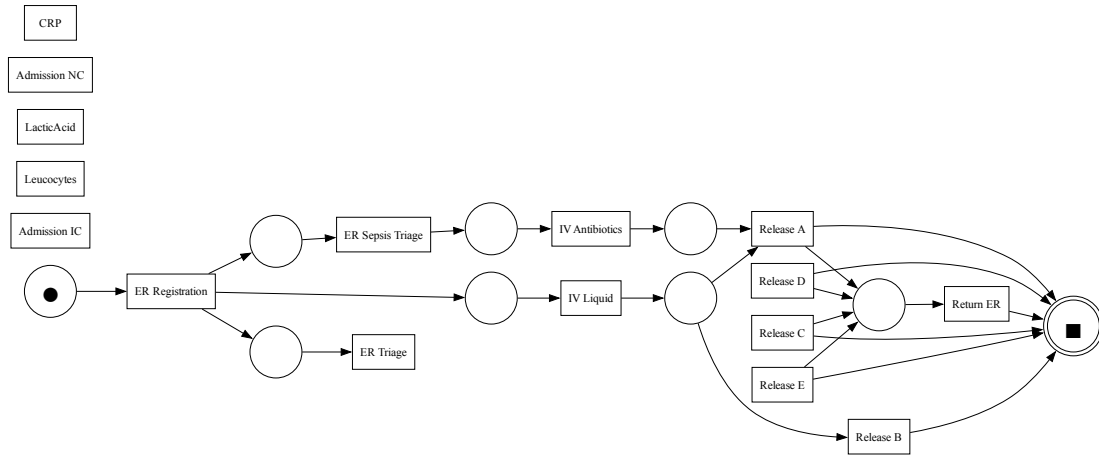 CRP
Admission NC
LacticAcid
Leucocytes
Admission IC
ER Registration
ER Sepsis Triage
ER Triage
IV Antibiotics
IV Liquid
Release A
Release D
Release C
Release E
Release B
Return ER